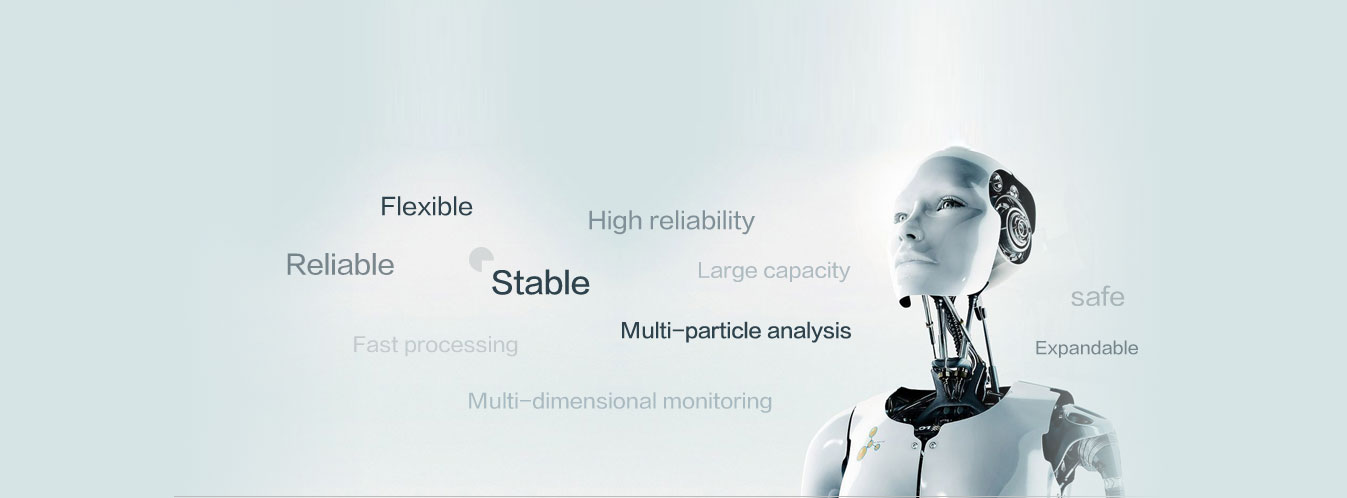 Flexible
High reliability
Reliable
Large capacity
Stable
safe
Multi-particle analysis
Fast processing
Expandable
Multi-dimensional monitoring